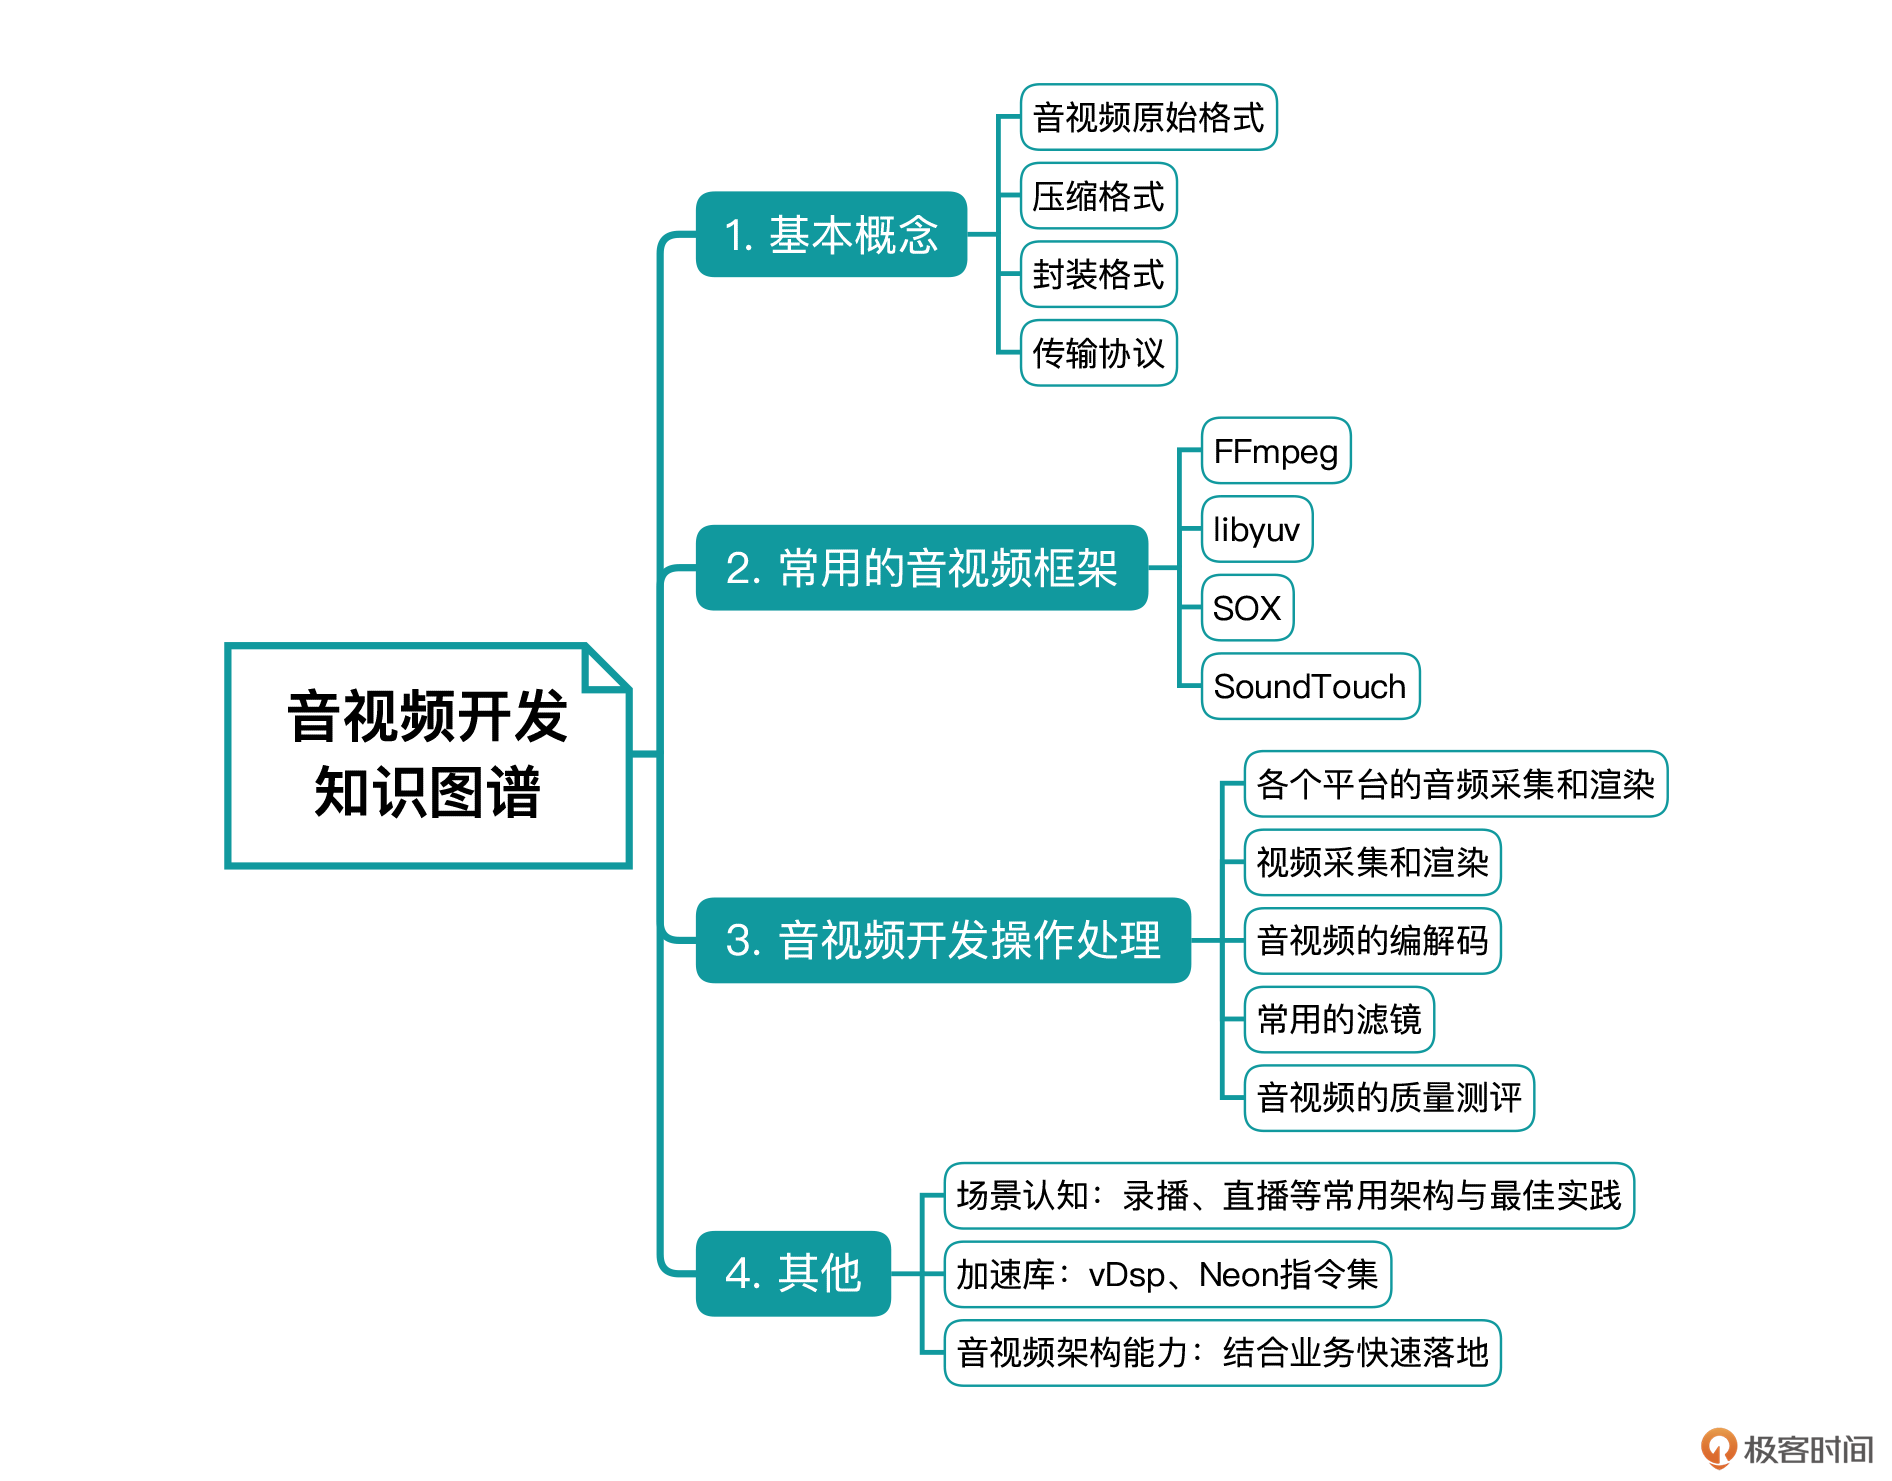 音视频开发
知识图谱
1. 基本概念
音视频原始格式
压缩格式
封装格式
传输协议
2. 常用的音视频框架
FFmpeg
libyuv
SOX
SoundTouch
3. 音视频开发操作处理
各个平台的音频采集和渲染
视频采集和渲染
音视频的编解码
常用的滤镜
音视频的质量测评
4. 其他
场景认知：录播、直播等常用架构与最佳实践
加速库：vDsp、Neon指令集
音视频架构能力：结合业务快速落地
极客时间